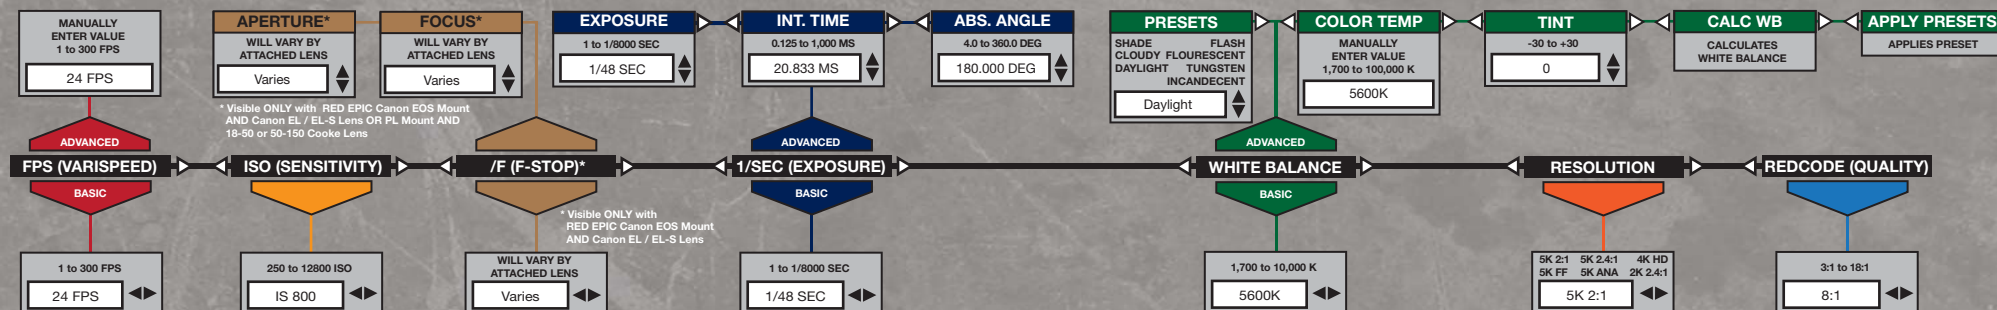 MANUALLY
ENTER VALUE
1 to 300 FPS
24 FPS
APERTURE*
WILL VARY BY
ATTACHED LENS
Varies
FOCUS*
WILL VARY BY
ATTACHED LENS
Varies
* Visible ONLY with RED EPIC Canon EOS Mount
AND Canon EL / EL-S Lens OR PL Mount AND
18-50 or 50-150 Cooke Lens
EXPOSURE
1 to 1/8000 SEC
1/48 SEC
INT. TIME
0.125 to 1,000 MS
20.833 MS
ABS. ANGLE
4.0 to 360.0 DEG
180.000 DEG
PRESETS
SHADE FLASH
CLOUDY FLOURESCENT
DAYLIGHT TUNGSTEN
INCANDECENT
Daylight
COLOR TEMP
MANUALLY
ENTER VALUE
1,700 to 100,000 K
5600K
TINT
-30 to +30
0
CALC WB
CALCULATES
WHITE BALANCE
APPLY PRESETS
APPLIES PRESET
ADVANCED
ADVANCED
ADVANCED
FPS (VARISPEED)
ISO (SENSITIVITY)
/F (F-STOP)*
1/SEC (EXPOSURE)
WHITE BALANCE
RESOLUTION
REDCODE (QUALITY)
BASIC
BASIC
BASIC
* Visible ONLY with
RED EPIC Canon EOS Mount
AND Canon EL / EL-S Lens
1 to 300 FPS
24 FPS
250 to 12800 ISO
IS 800
WILL VARY BY
ATTACHED LENS
Varies
1 to 1/8000 SEC
1/48 SEC
1,700 to 10,000 K
5600K
5K 2:1 5K 2.4:1 4K HD
5K FF 5K ANA 2K 2.4:1
5K 2:1
3:1 to 18:1
8:1